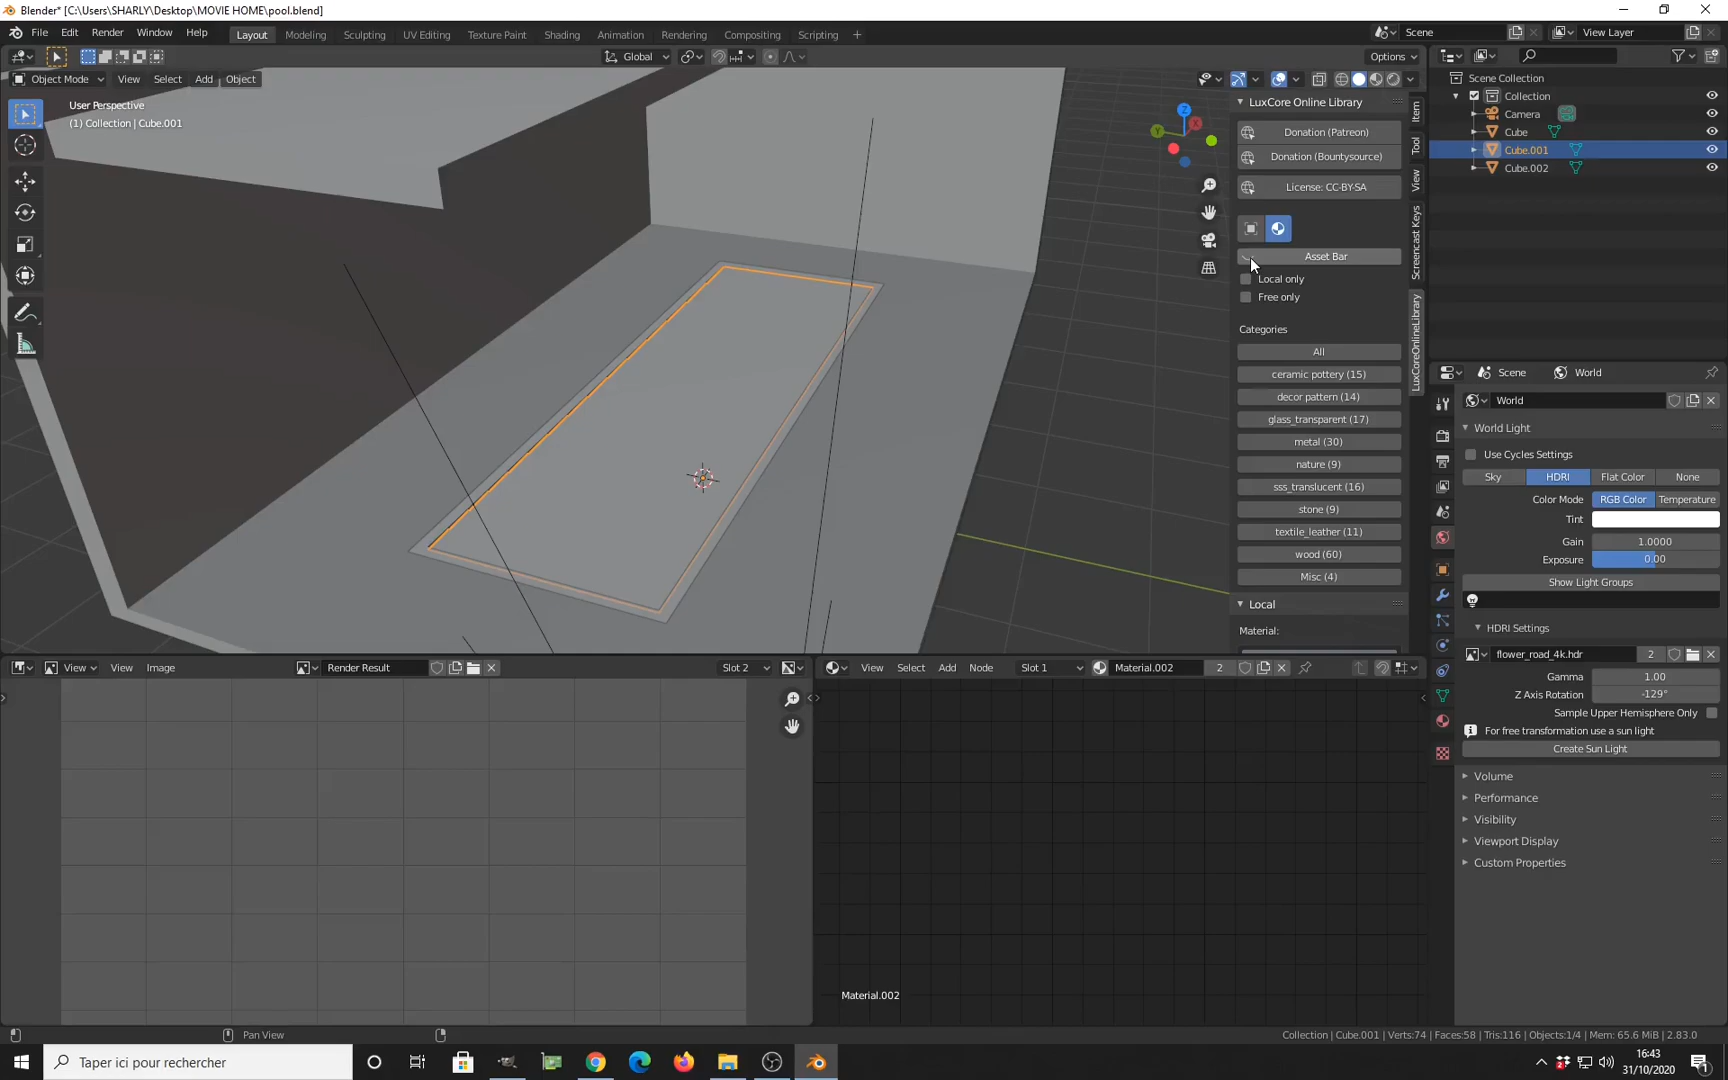 Blender* [C:\Users\SHARLY\Desktop\MOVIE HOME\pool.blend]
File Edit Render Window Help
Layout Modeling Sculpting UV Editing Texture Paint Shading Animation Rendering Compositing Scripting +
Scene
View Layer
Global
Options
Object Mode View Select Add Object
User Perspective
(1) Collection | Cube.001
Z
Y
X
LuxCore Online Library
Donation (Patreon)
Donation (Bountysource)
License: CC-BY-SA
Asset Bar
Local only
Free only
Categories
All
ceramic pottery (15)
decor pattern (14)
glass_transparent (17)
metal (30)
nature (9)
sss_translucent (16)
stone (9)
textile_leather (11)
wood (60)
Misc (4)
Local
Material:
Item
Tool
View
Screencast Keys
LuxCoreOnlineLibrary
Scene Collection
Collection
Camera
Cube
Cube.001
Cube.002
Scene
World
World
World Light
Use Cycles Settings
Sky HDRI Flat Color None
Color Mode RGB Color Temperature
Tint
Gain 1.0000
Exposure 0.00
Show Light Groups
HDRI Settings
flower_road_4k.hdr 2
Gamma 1.00
Z Axis Rotation -129°
Sample Upper Hemisphere Only
For free transformation use a sun light
Create Sun Light
Volume
Performance
Visibility
Viewport Display
Custom Properties
View View Image Render Result Slot 2
View Select Add Node Slot 1 Material.002 2
Material.002
Pan View
Collection | Cube.001 | Verts:74 | Faces:58 | Tris:116 | Objects:1/4 | Mem: 65.6 MiB | 2.83.0
Taper ici pour rechercher
16:43
31/10/2020